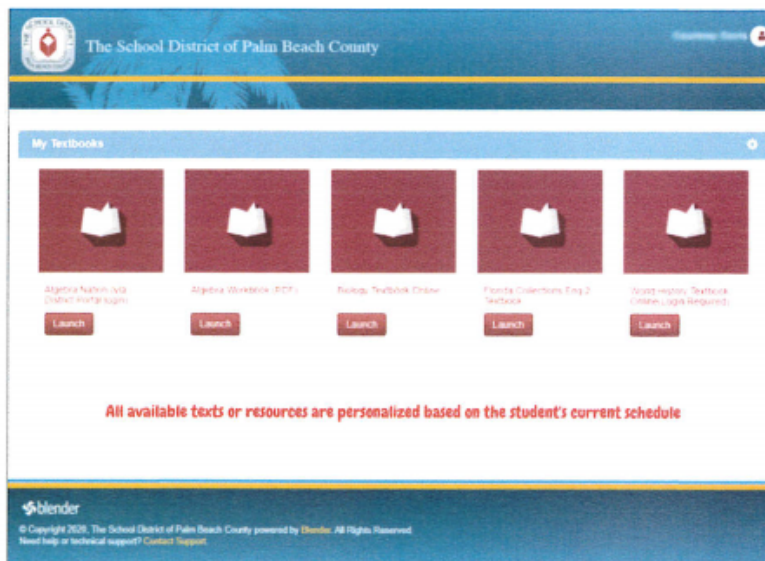 The School District of Palm Beach County
My Textbooks
Algebra Nation (via
District Portal login)
Algebra Workbook (PDF)
Biology Textbook Online
Florida Collections Eng 2
Textbook
World History Textbook
Online (Login Required)
Launch
Launch
Launch
Launch
Launch
All available texts or resources are personalized based on the student's current schedule
blender
© Copyright 2020, The School District of Palm Beach County powered by Blender. All Rights Reserved.
Need help or technical support? Contact Support